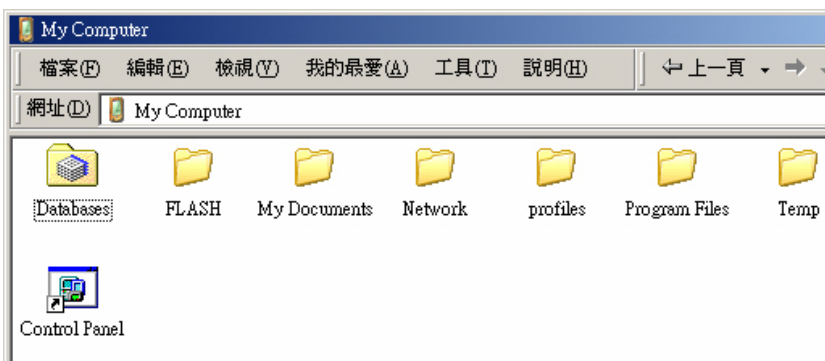 My Computer
檔案(F) 編輯(E) 檢視(V) 我的最愛(A) 工具(T) 說明(H) 上一頁
網址(D) My Computer
Databases FLASH My Documents Network profiles Program Files Temp
Control Panel